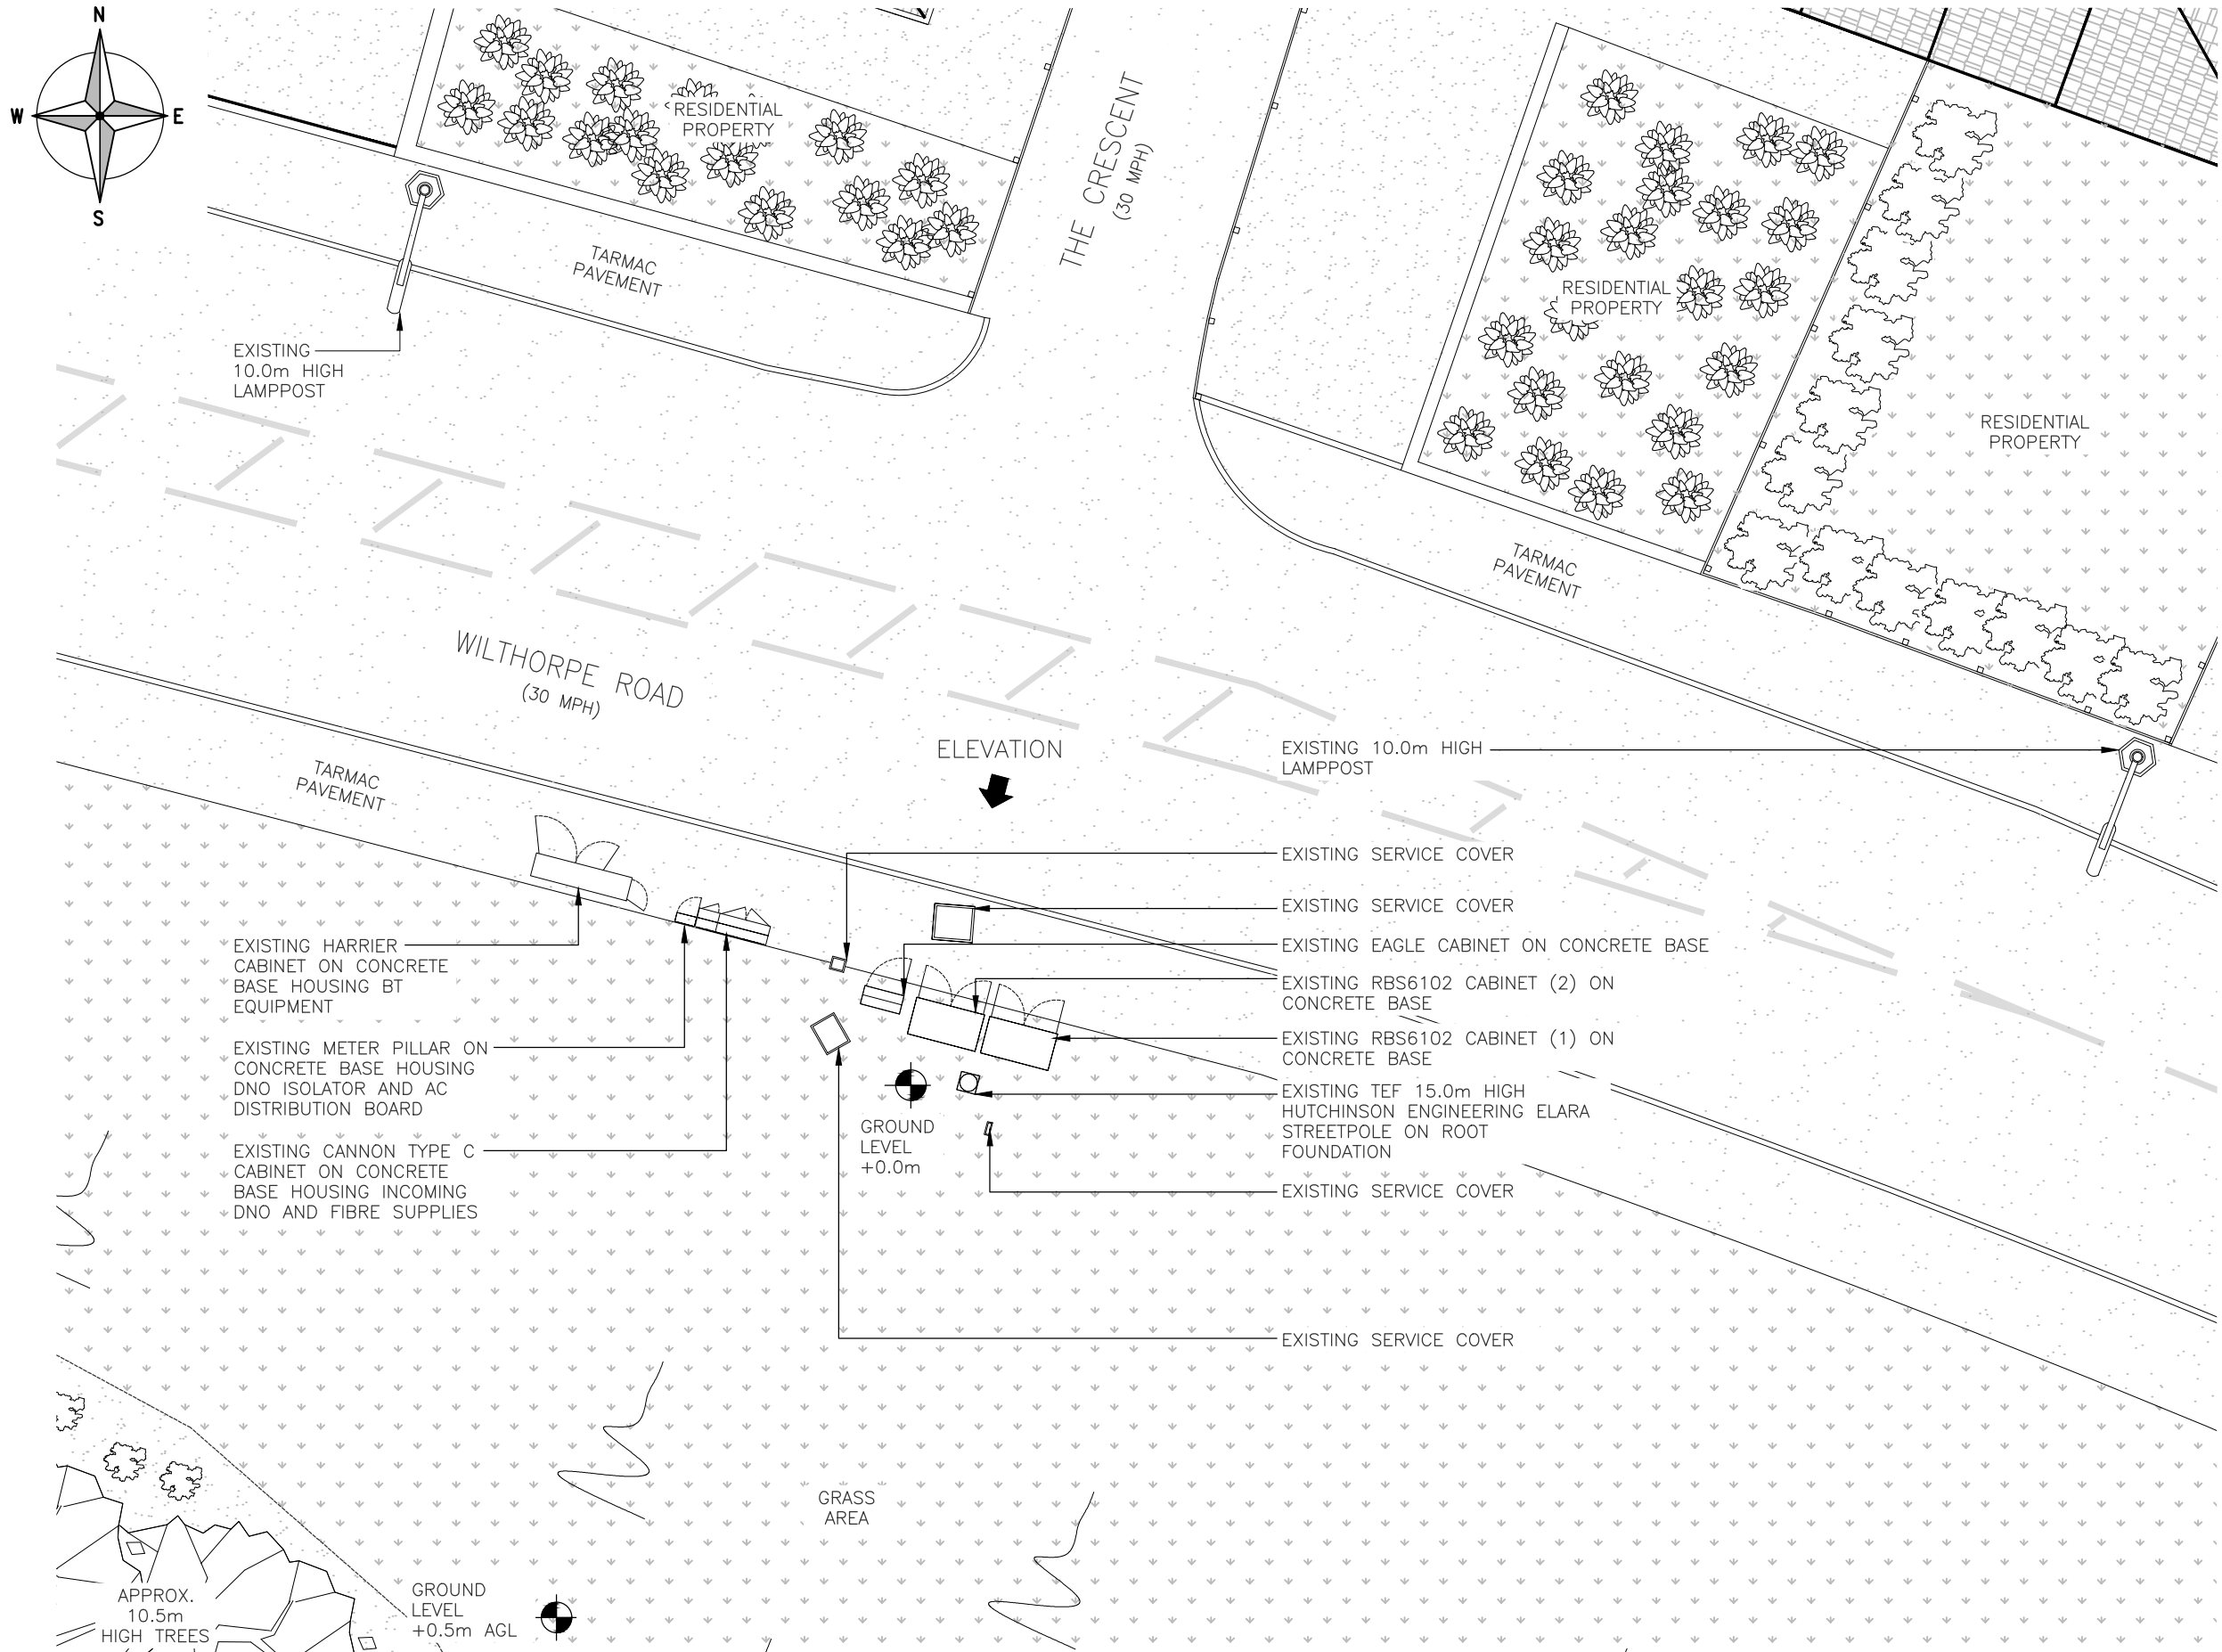 N
W
E
S
RESIDENTIAL
PROPERTY
THE CRESCENT
(30 MPH)
TARMAC
PAVEMENT
RESIDENTIAL
PROPERTY
EXISTING
10.0m HIGH
LAMPPOST
RESIDENTIAL
PROPERTY
TARMAC
PAVEMENT
WILTHORPE ROAD
(30 MPH)
ELEVATION
EXISTING 10.0m HIGH
LAMPPOST
TARMAC
PAVEMENT
EXISTING SERVICE COVER
EXISTING SERVICE COVER
EXISTING EAGLE CABINET ON CONCRETE BASE
EXISTING RBS6102 CABINET (2) ON
CONCRETE BASE
EXISTING RBS6102 CABINET (1) ON
CONCRETE BASE
EXISTING TEF 15.0m HIGH
HUTCHINSON ENGINEERING ELARA
STREETPOLE ON ROOT
FOUNDATION
EXISTING SERVICE COVER
EXISTING SERVICE COVER
EXISTING HARRIER
CABINET ON CONCRETE
BASE HOUSING BT
EQUIPMENT
EXISTING METER PILLAR ON
CONCRETE BASE HOUSING
DNO ISOLATOR AND AC
DISTRIBUTION BOARD
EXISTING CANNON TYPE C
CABINET ON CONCRETE
BASE HOUSING INCOMING
DNO AND FIBRE SUPPLIES
GROUND
LEVEL
+0.0m
GRASS
AREA
APPROX.
10.5m
HIGH TREES
GROUND
LEVEL
+0.5m AGL